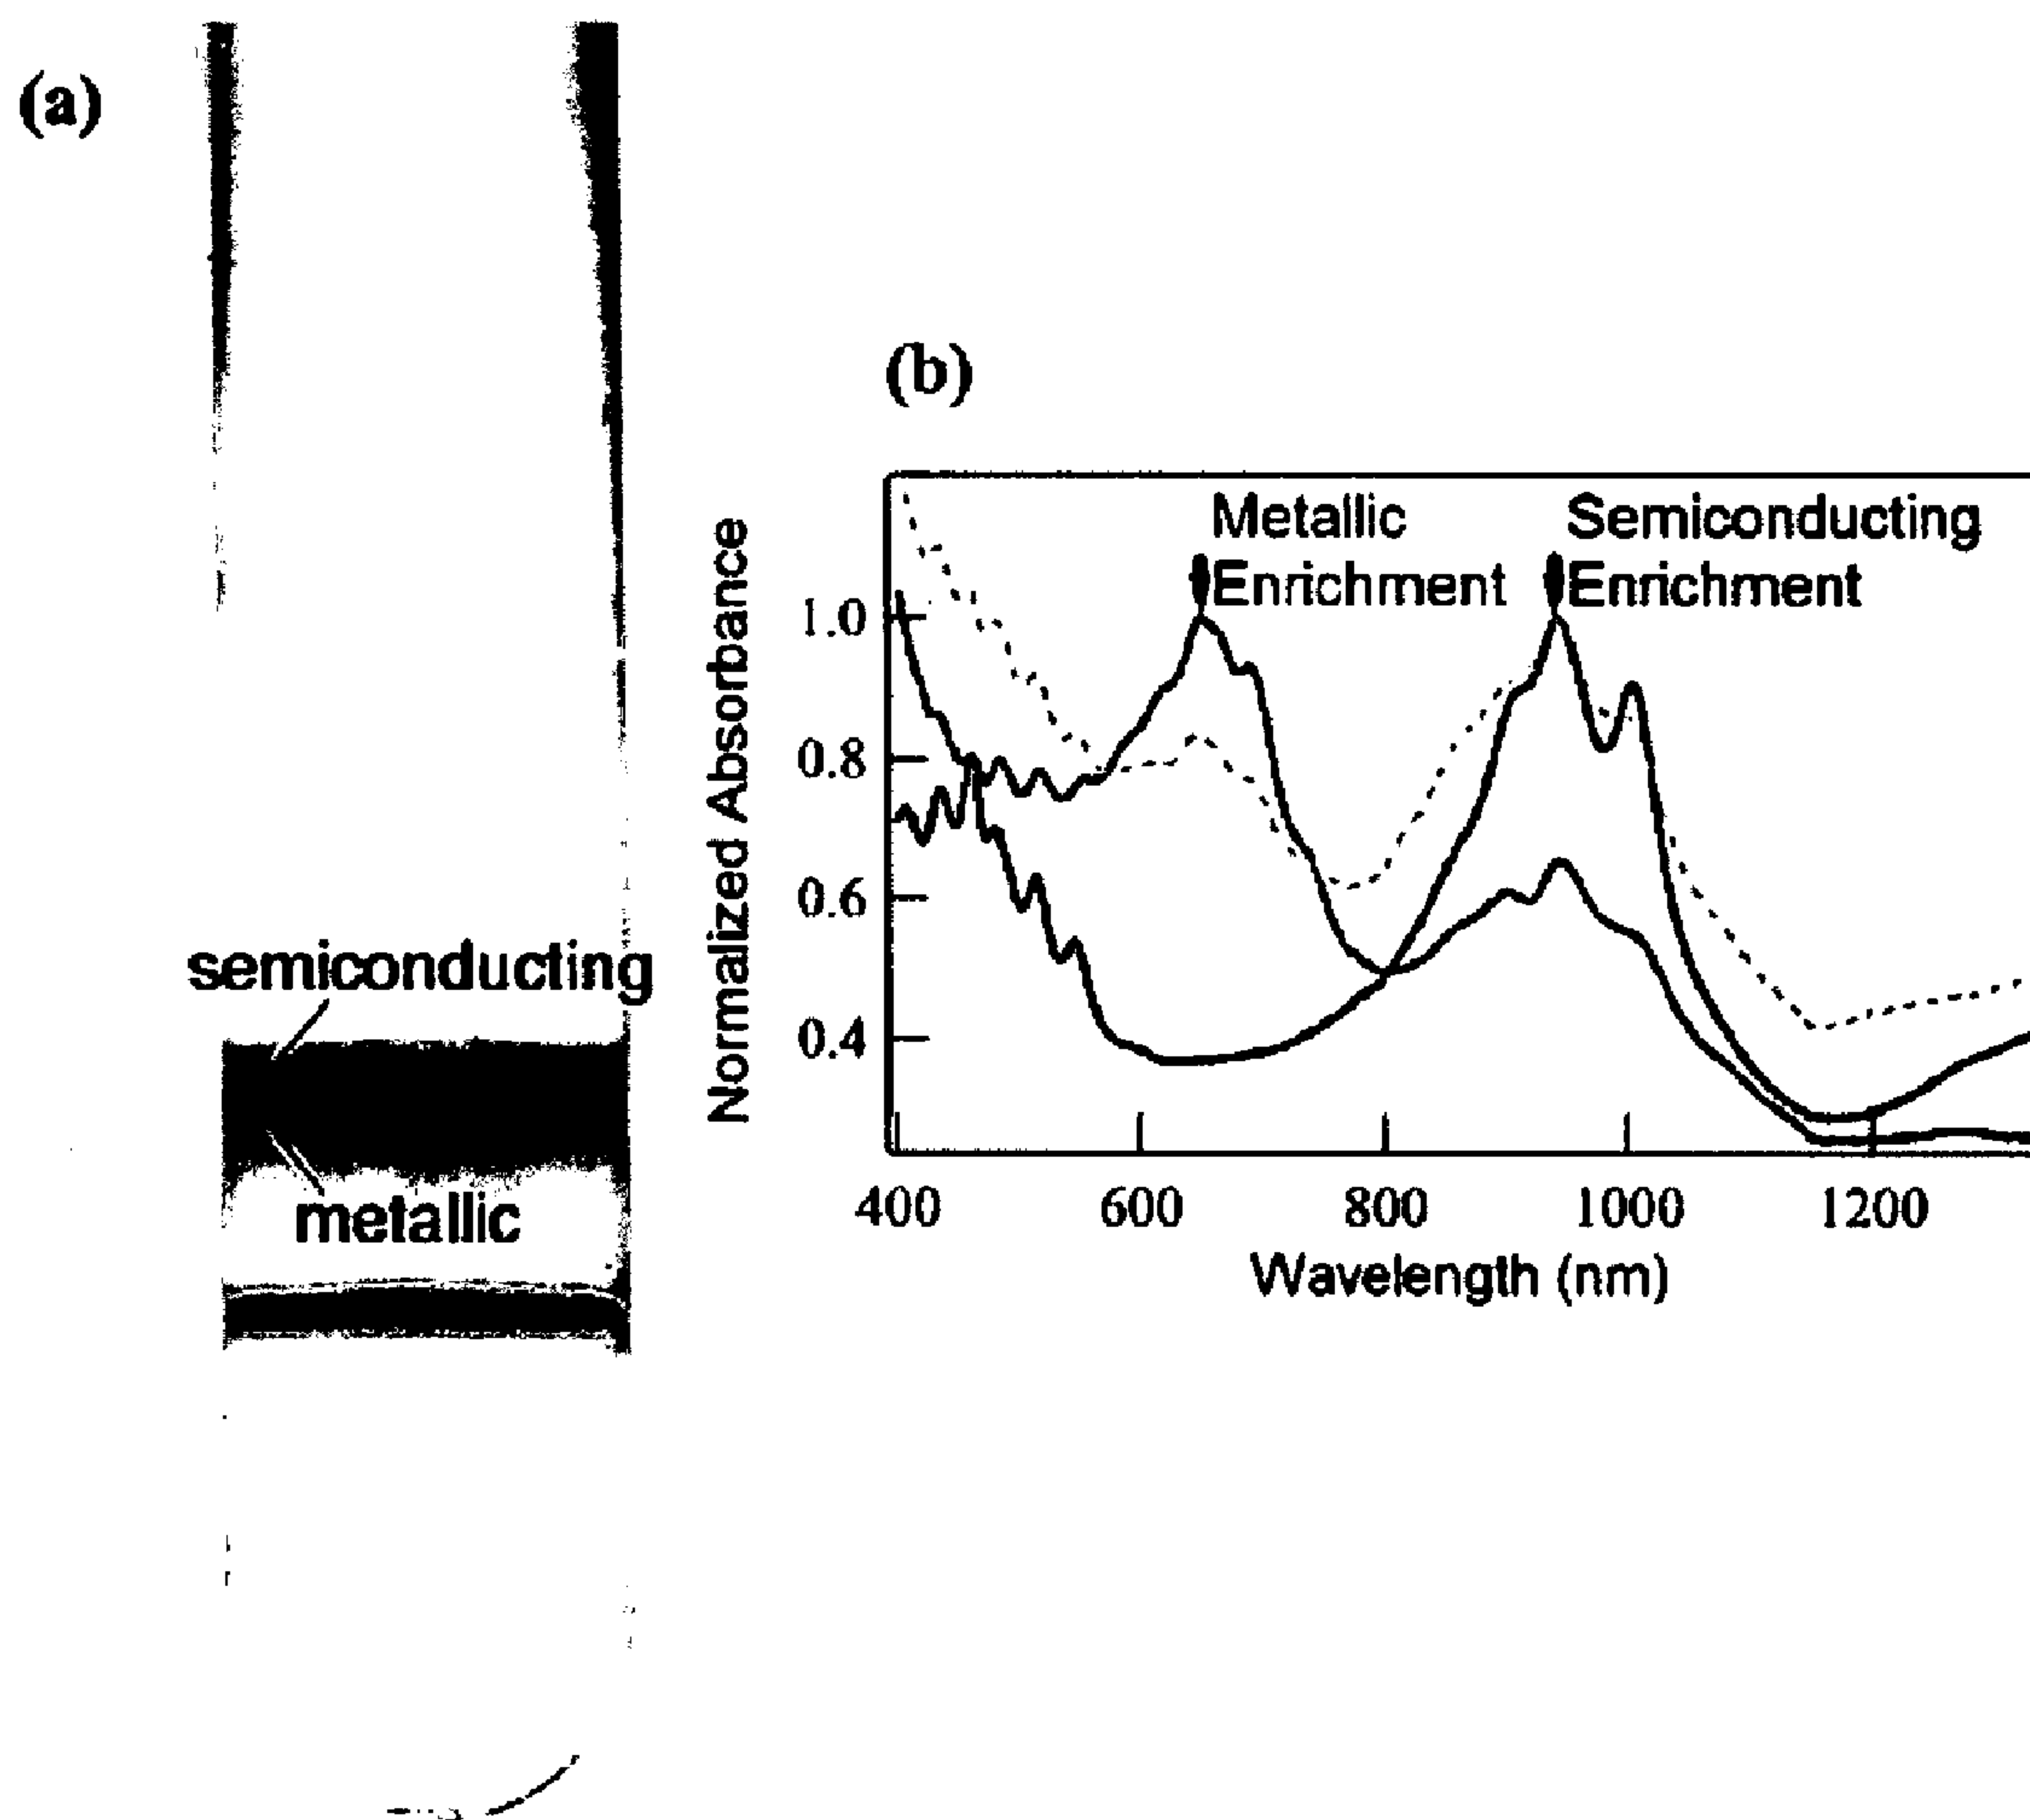 (a)
semiconducting
metallic
(b)
Metallic
Enrichment
Semiconducting
Enrichment
Normalized Absorbance
1.0
0.8
0.6
0.4
400 600 800 1000 1200
Wavelength (nm)